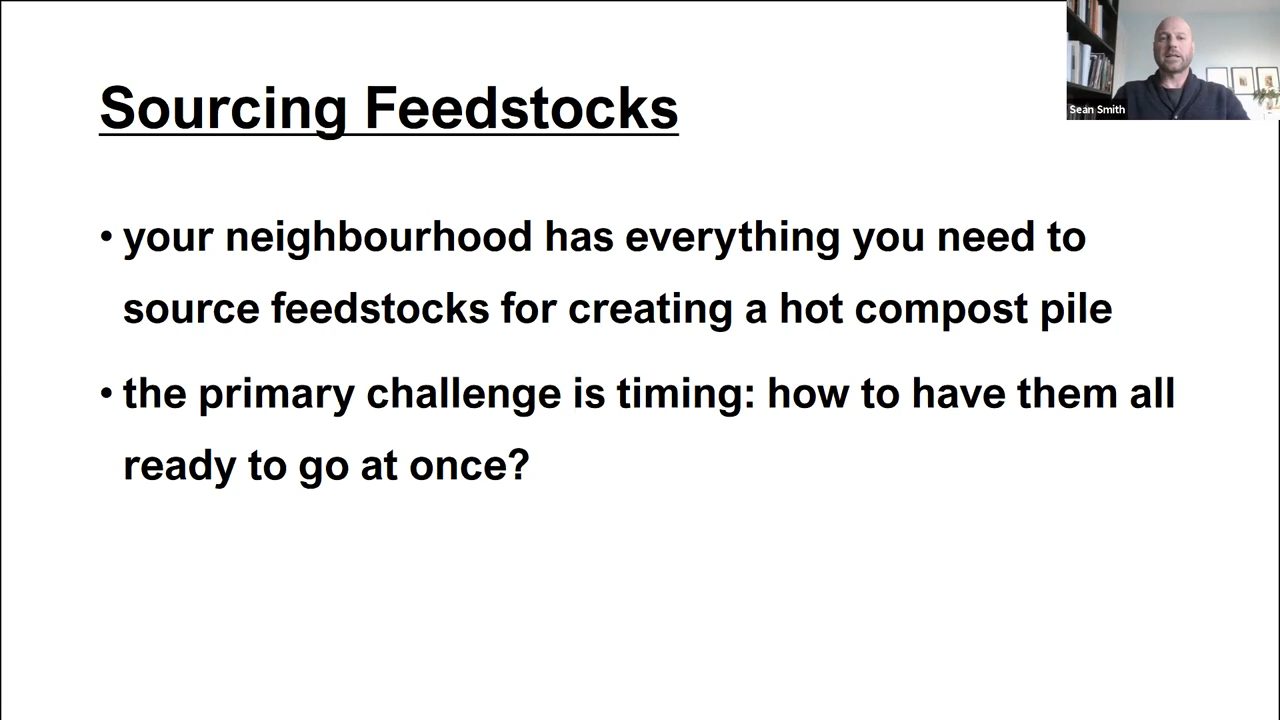 Sean Smith
Sourcing Feedstocks
• your neighbourhood has everything you need to
source feedstocks for creating a hot compost pile
• the primary challenge is timing: how to have them all
ready to go at once?